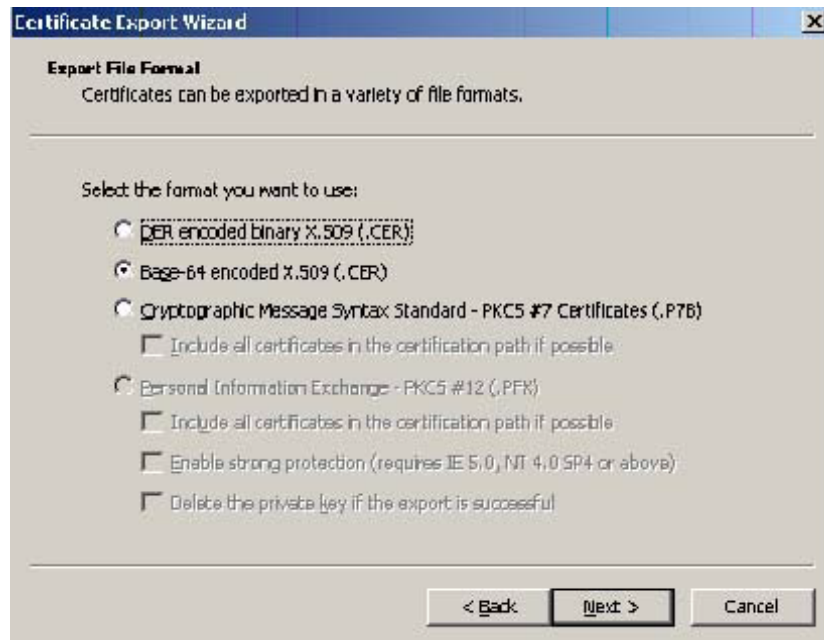 Certificate Export Wizard
Export File Format
Certificates can be exported in a variety of file formats.
Select the format you want to use:
DER encoded binary X.509 (.CER)
Base-64 encoded X.509 (.CER)
Cryptographic Message Syntax Standard - PKCS #7 Certificates (.P7B)
Include all certificates in the certification path if possible
Personal Information Exchange - PKCS #12 (.PFX)
Include all certificates in the certification path if possible
Enable strong protection (requires IE 5.0, NT 4.0 SP4 or above)
Delete the private key if the export is successful
< Back Next > Cancel